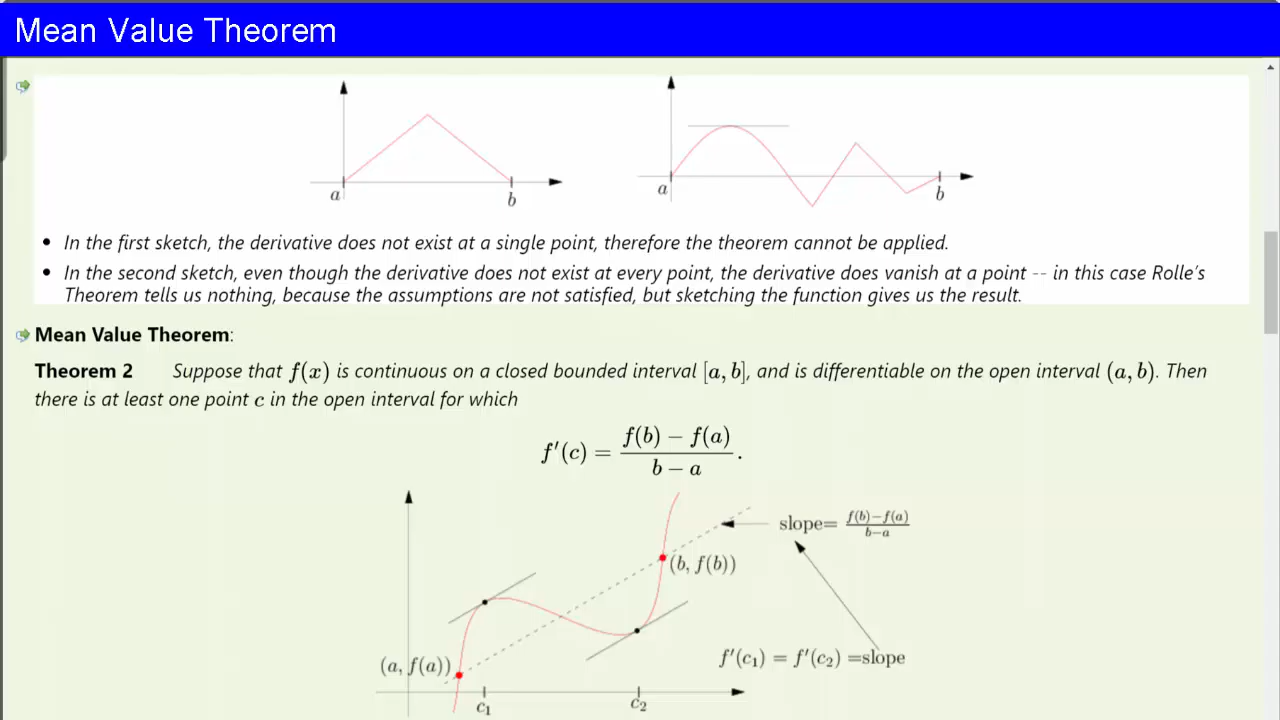 Mean Value Theorem
a
b
a
b
• In the first sketch, the derivative does not exist at a single point, therefore the theorem cannot be applied.
• In the second sketch, even though the derivative does not exist at every point, the derivative does vanish at a point -- in this case Rolle's
Theorem tells us nothing, because the assumptions are not satisfied, but sketching the function gives us the result.
Mean Value Theorem:
Theorem 2 Suppose that f(x) is continuous on a closed bounded interval [a, b], and is differentiable on the open interval (a, b). Then
there is at least one point c in the open interval for which
f′(c) = f(b) − f(a) / b − a .
slope= f(b)−f(a) / b−a
(b, f(b))
(a, f(a))
f′(c₁) = f′(c₂) =slope
c₁
c₂